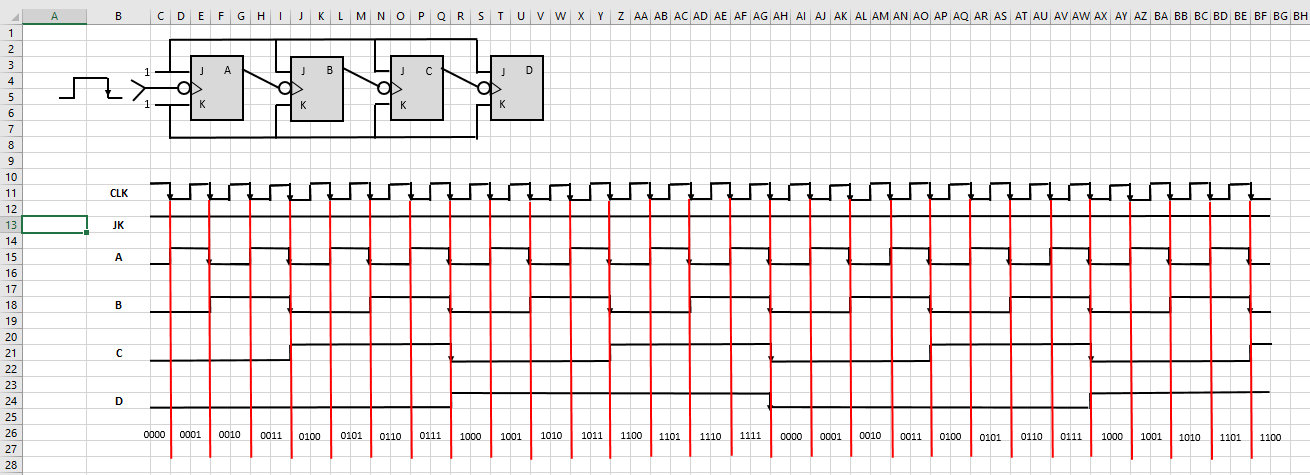 A B C D E F G H I J K L M N O P Q R S T U V W X Y Z AA AB AC AD AE AF AG AH AI AJ AK AL AM AN AO AP AQ AR AS AT AU AV AW AX AY AZ BA BB BC BD BE BF BG BH
1
2
3
1 J A J B J C J D
4
5
1 K K K K
6
7
8
9
10
11 CLK
12
13 JK
14
15 A
16
17
18 B
19
20
21 C
22
23
24 D
25
26 0000 0001 0010 0011 0100 0101 0110 0111 1000 1001 1010 1011 1100 1101 1110 1111 0000 0001 0010 0011 0100 0101 0110 0111 1000 1001 1010 1011 1100
27
28